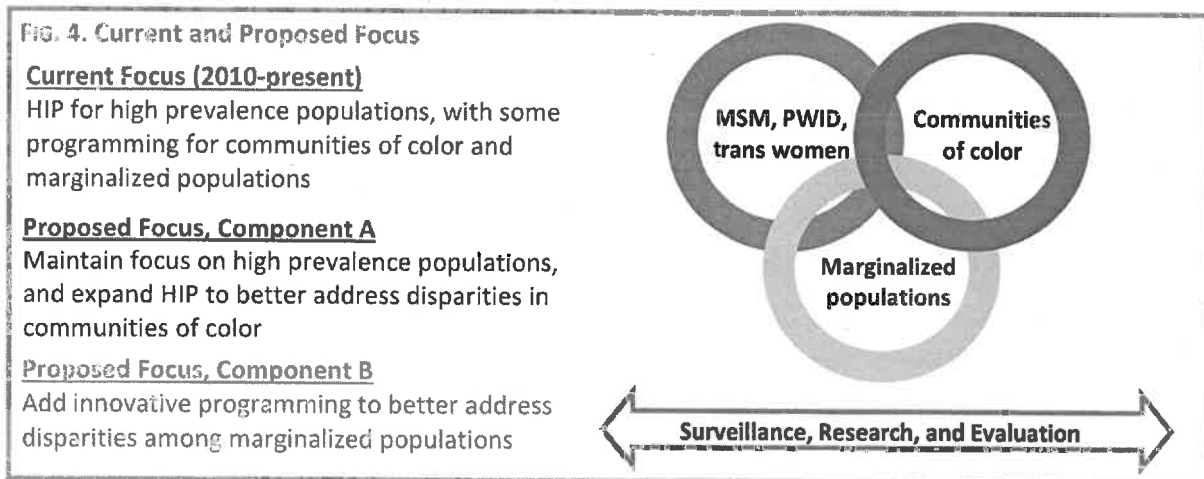 FIG. 4. Current and Proposed Focus
Current Focus (2010-present)
HIP for high prevalence populations, with some
programming for communities of color and
marginalized populations
Proposed Focus, Component A
Maintain focus on high prevalence populations,
and expand HIP to better address disparities in
communities of color
Proposed Focus, Component B
Add innovative programming to better address
disparities among marginalized populations
MSM, PWID,
trans women
Communities
of color
Marginalized
populations
Surveillance, Research, and Evaluation